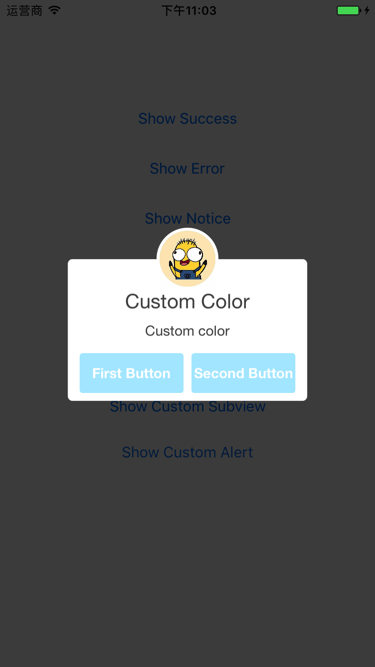 运营商 下午11:03
Show Success
Show Error
Show Notice
Custom Color
Custom color
First Button Second Button
Show Custom Subview
Show Custom Alert